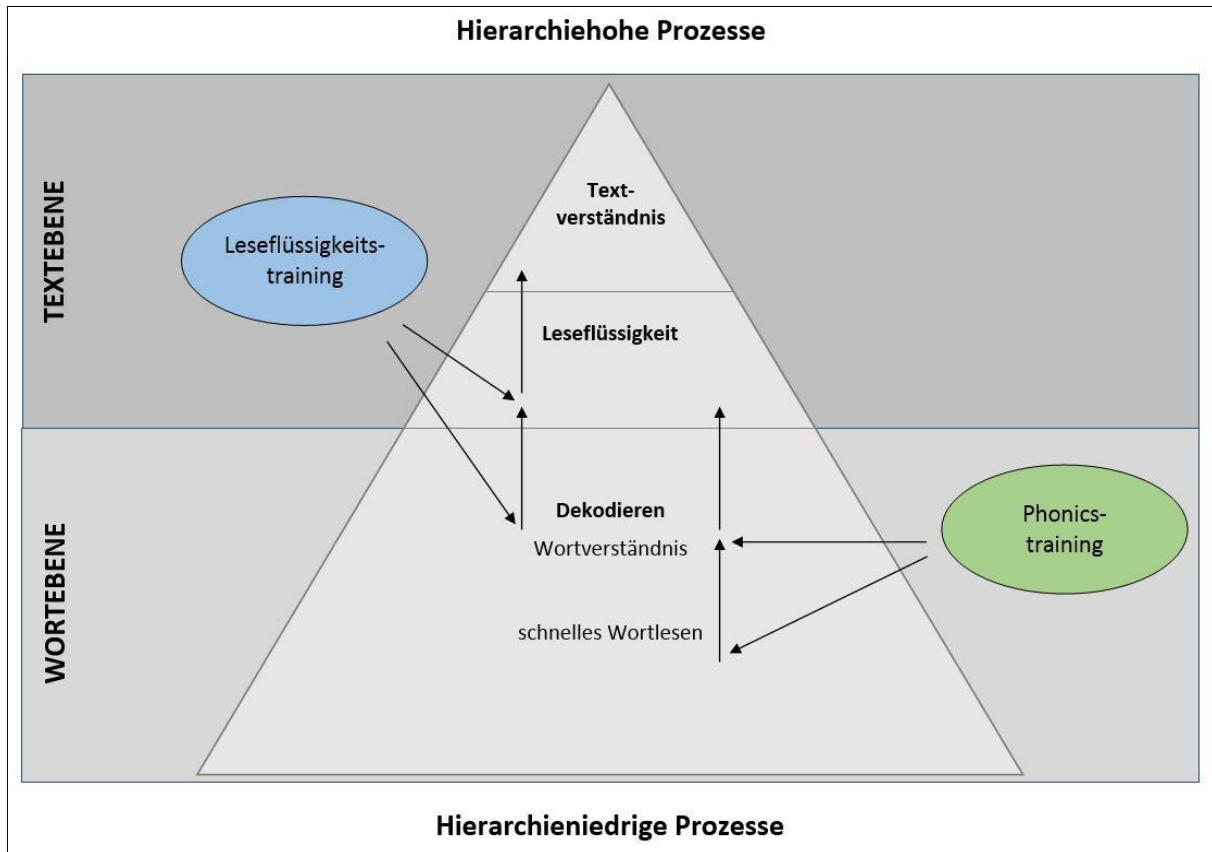 Hierarchiehohe Prozesse
TEXTEBENE
Text-
verständnis
Leseflüssigkeits-
training
Leseflüssigkeit
WORTEBENE
Dekodieren
Wortverständnis
schnelles Wortlesen
Phonics-
training
Hierarchieniedrige Prozesse